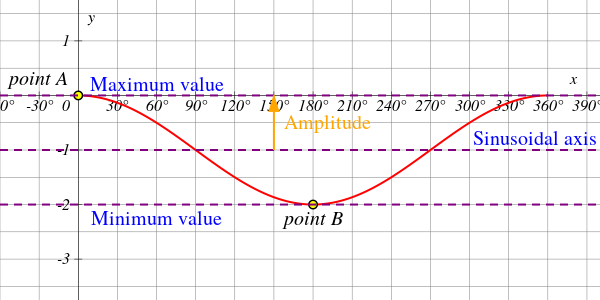 y
1
point A
Maximum value
x
0° -30° 0 30° 60° 90° 120° 150° 180° 210° 240° 270° 300° 330° 360° 390°
Amplitude
Sinusoidal axis
-1
-2
Minimum value
point B
-3